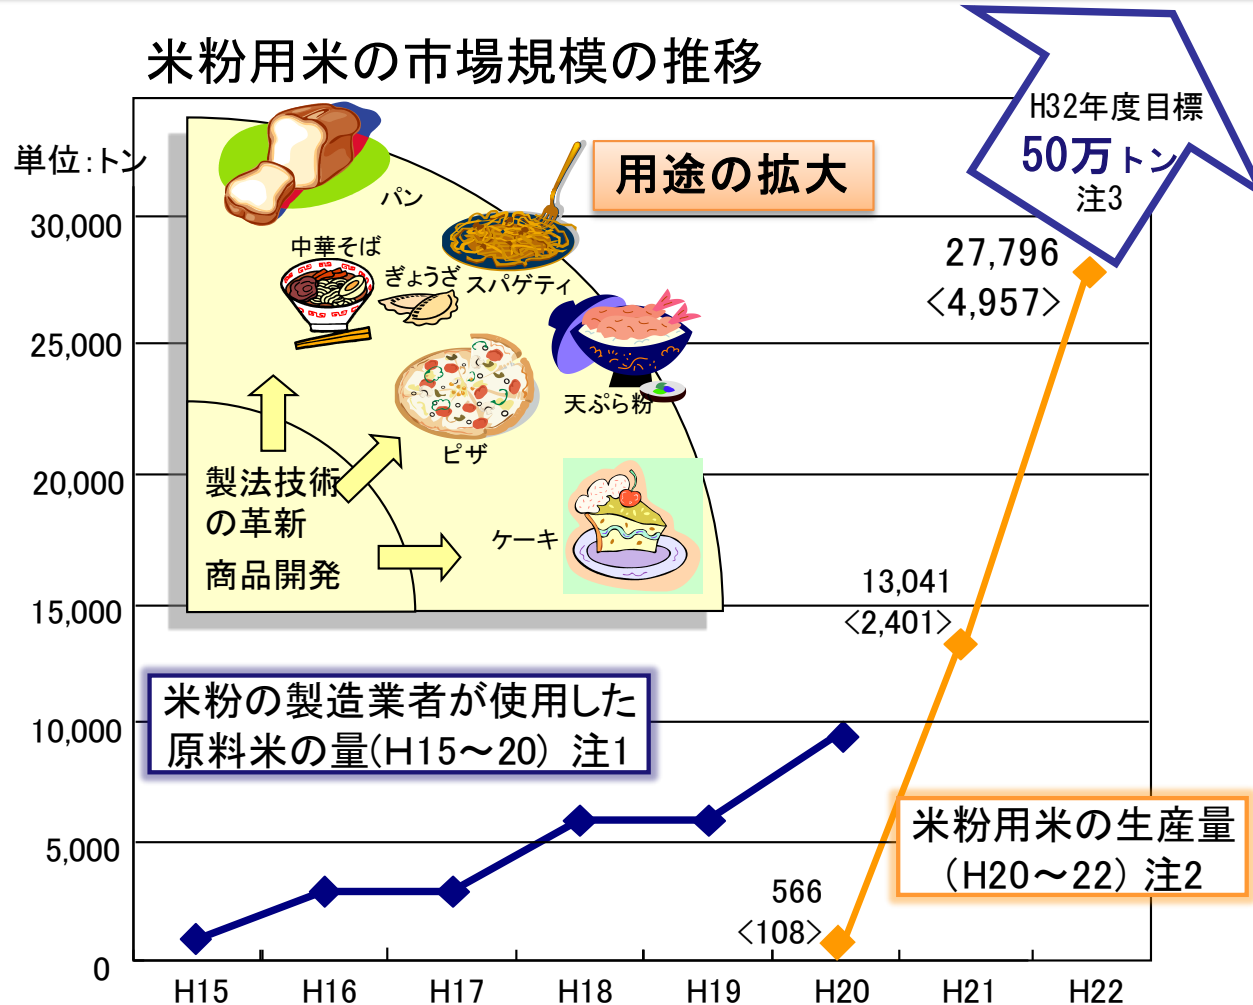 米粉用米の市場規模の推移
単位:トン
H32年度目標
50万トン
注3
用途の拡大
パン
中華そば
ぎょうざ
スパゲティ
天ぷら粉
ピザ
ケーキ
製法技術
の革新
商品開発
30,000
25,000
20,000
15,000
10,000
5,000
0
27,796
<4,957>
13,041
<2,401>
566
<108>
米粉の製造業者が使用した
原料米の量(H15~20) 注1
米粉用米の生産量
(H20~22) 注2
H15
H16
H17
H18
H19
H20
H21
H22